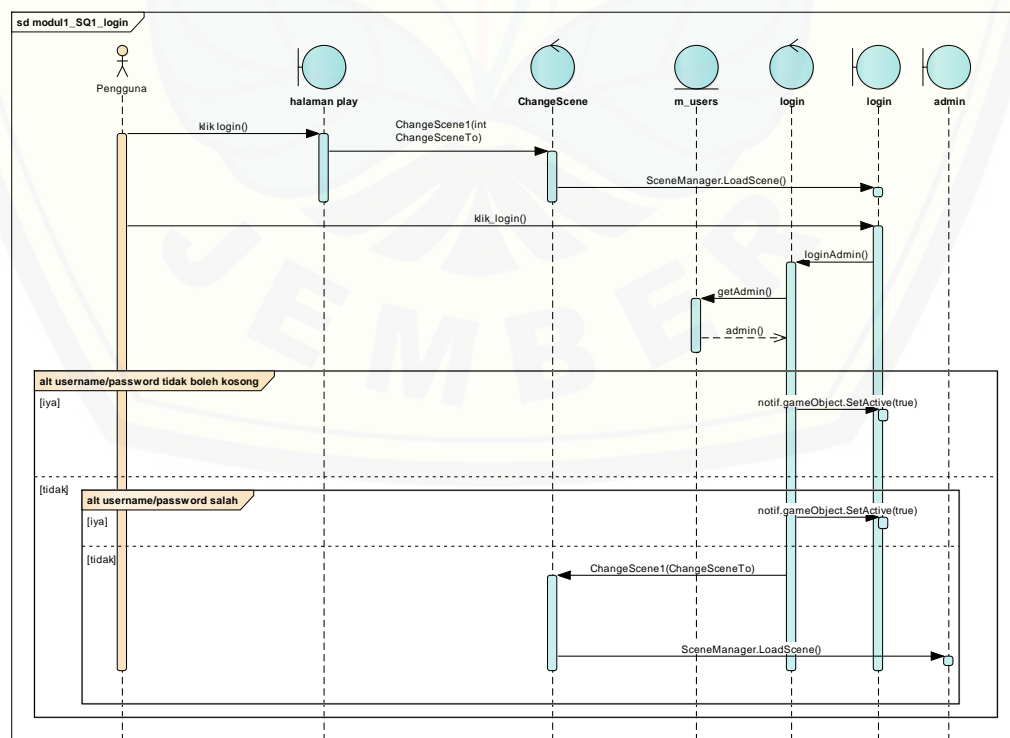 sd modul1_SQ1_login
Pengguna
halaman play
ChangeScene
m_users
login
login
admin
klik login()
ChangeScene1(int
ChangeSceneTo)
SceneManager.LoadScene()
klik_login()
loginAdmin()
getAdmin()
admin()
alt username/password tidak boleh kosong
[iya]
notif.gameObject.SetActive(true)
[tidak]
alt username/password salah
[iya]
notif.gameObject.SetActive(true)
[tidak]
ChangeScene1(ChangeSceneTo)
SceneManager.LoadScene()
JEMBER